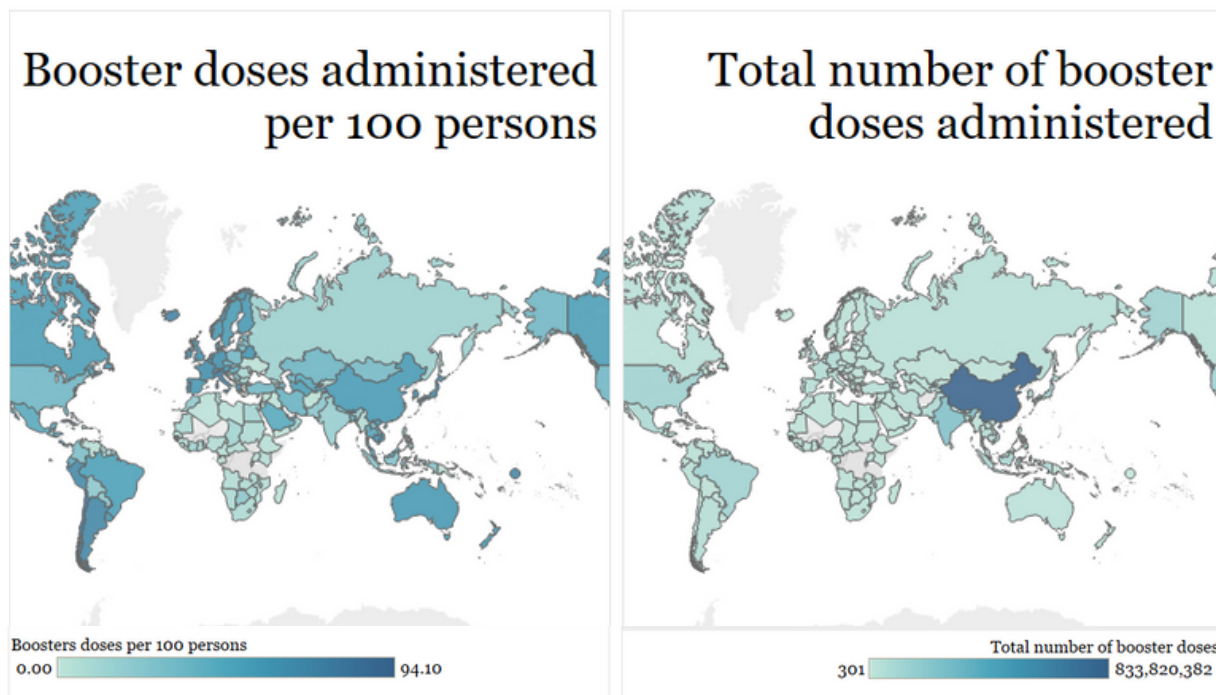 Booster doses administered
per 100 persons
Boosters doses per 100 persons
0.00 94.10
Total number of booster
doses administered
Total number of booster doses
301 833,820,382